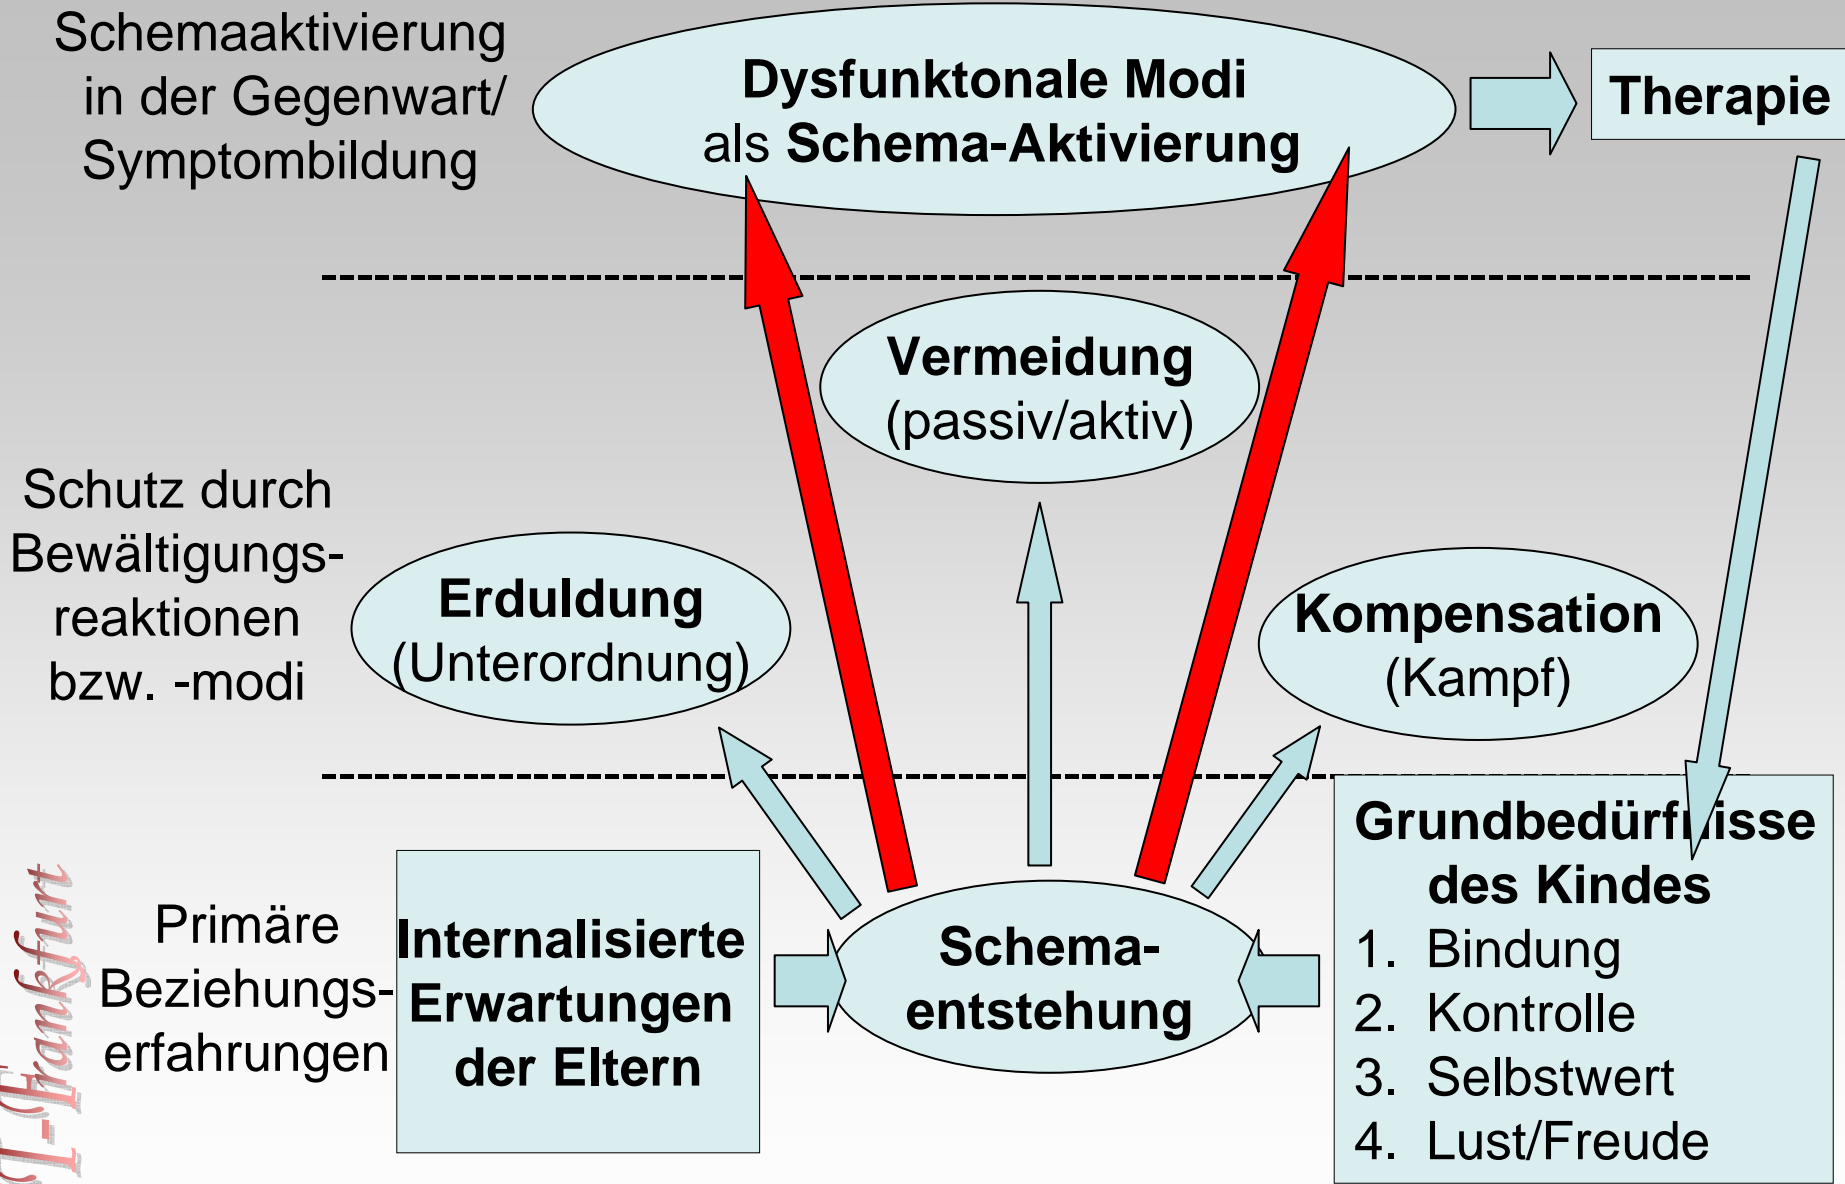 Schemaaktivierung
in der Gegenwart/
Symptombildung
Dysfunktonale Modi
als Schema-Aktivierung
Therapie
Vermeidung
(passiv/aktiv)
Schutz durch
Bewältigungs-
reaktionen
bzw. -modi
Erduldung
(Unterordnung)
Kompensation
(Kampf)
Primäre
Beziehungs-
erfahrungen
Internalisierte
Erwartungen
der Eltern
Schema-
entstehung
Grundbedürfnisse
des Kindes
1. Bindung
2. Kontrolle
3. Selbstwert
4. Lust/Freude
T-Frankfurt